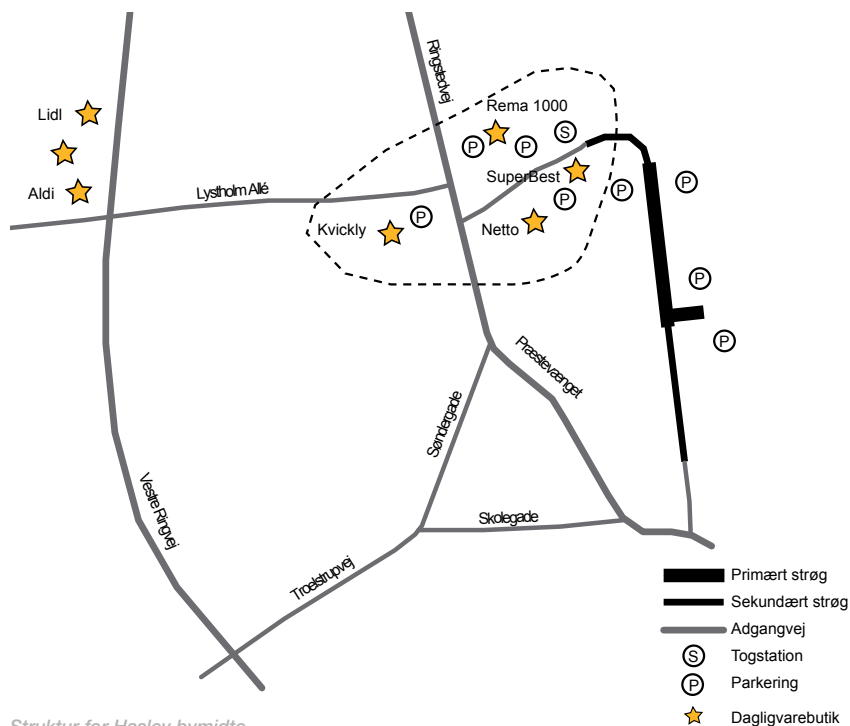 Ringstedvej
Rema 1000
Lidl
S
P
P
SuperBest
Aldi
Lystholm Allé
P
P
P
P
Kvickly
Netto
P
P
Præstevænget
Søndergade
Vestre Ringvej
Skolegade
Troelstrupvej
Primært strøg
Sekundært strøg
Adgangvej
S Togstation
P Parkering
Dagligvarebutik
Struktur for Haslev bymidte